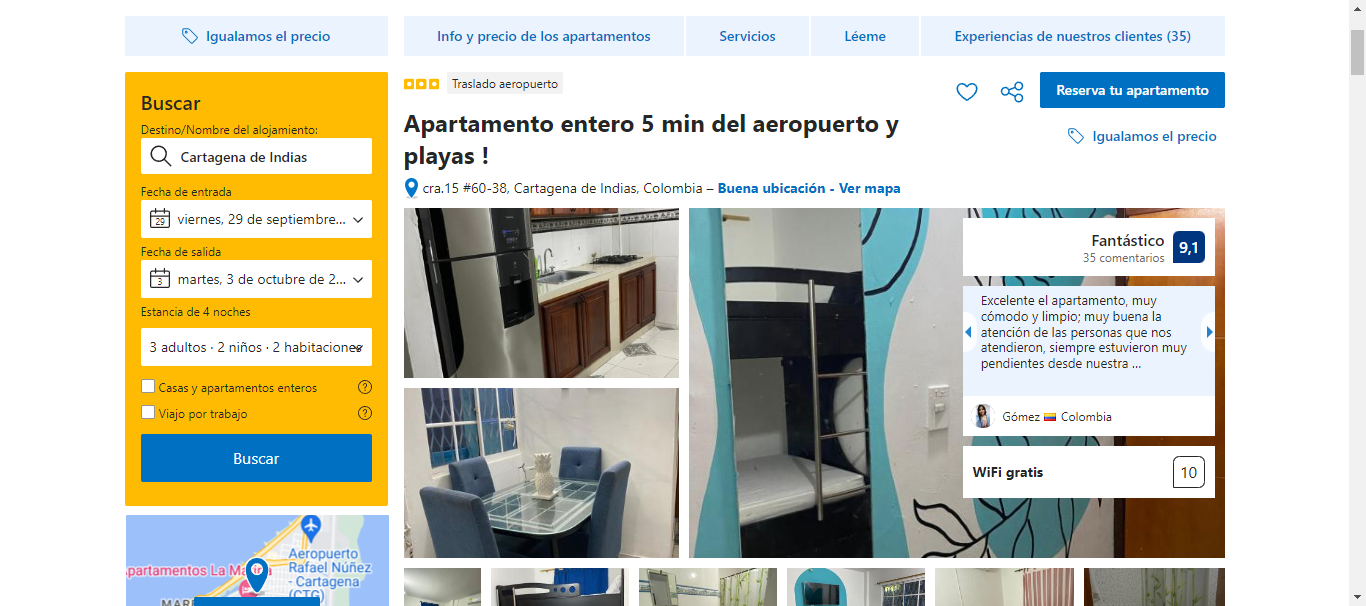 Igualamos el precio
Info y precio de los apartamentos
Servicios
Léeme
Experiencias de nuestros clientes (35)
Buscar
Destino/Nombre del alojamiento:
Cartagena de Indias
Fecha de entrada
29
viernes, 29 de septiembre...
Fecha de salida
3
martes, 3 de octubre de 2...
Estancia de 4 noches
3 adultos · 2 niños · 2 habitaciones
Casas y apartamentos enteros
Viajo por trabajo
Buscar
Aeropuerto
Rafael Núñez
- Cartagena
(CTG)
Traslado aeropuerto
Reserva tu apartamento
Apartamento entero 5 min del aeropuerto y
playas !
Igualamos el precio
cra.15 #60-38, Cartagena de Indias, Colombia – Buena ubicación - Ver mapa
Fantástico
9,1
35 comentarios
Excelente el apartamento, muy
cómodo y limpio; muy buena la
atención de las personas que nos
atendieron, siempre estuvieron muy
pendientes desde nuestra ...
Gómez Colombia
WiFi gratis
10